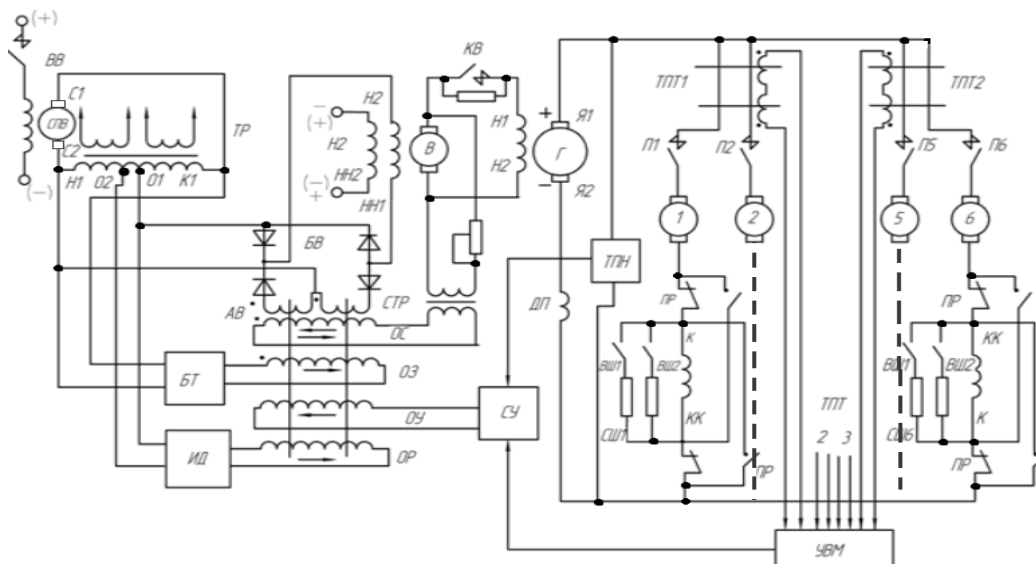 (+)
ВВ
С1
СПВ
С2
(−)
Н1
О2
О1
К1
ТР
(−)
(+)
Н2
НН2
(−)
+
Н2
НН1
КВ
В
Н1
Н2
+
Г
−
Я1
Я2
ДП
ТПН
БВ
АВ
СТР
ОС
БТ
ОЗ
ОУ
СУ
ИД
ОР
ТПТ1
ТПТ2
П1
П2
П5
П6
1
2
5
6
ПР
К
ВШ1
ВШ2
КК
СШ1
ПР
ТПТ
2
3
УВМ
ПР
КК
ВШ1
ВШ2
К
СШ6
ПР